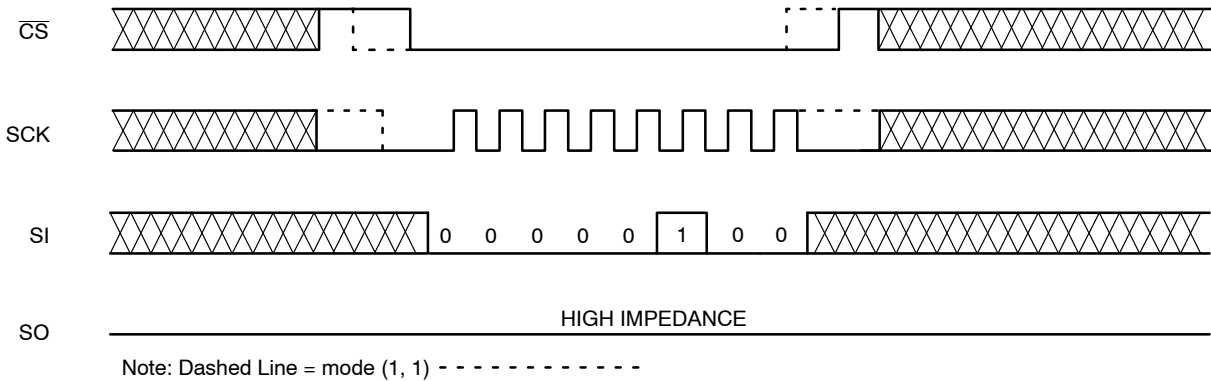 CS
SCK
SI
0 0 0 0 0 1 0 0
SO
HIGH IMPEDANCE
Note: Dashed Line = mode (1, 1) - - - - - - - - - - - -